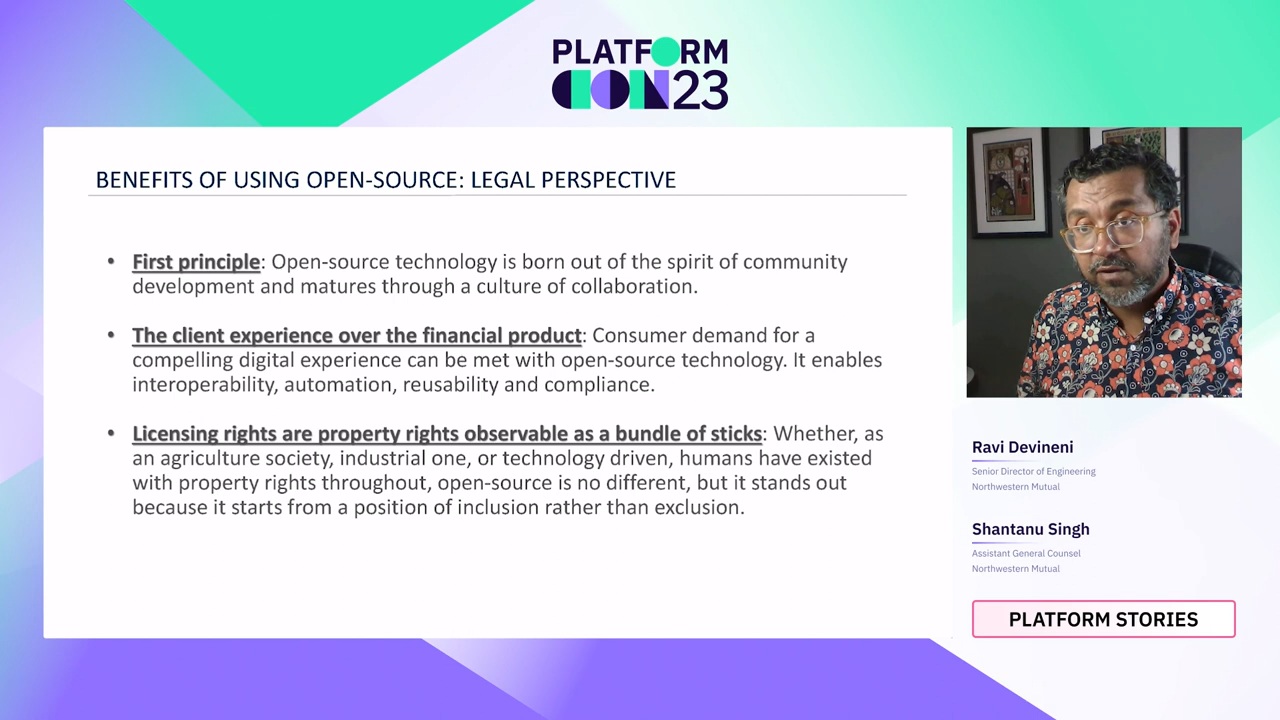 PLATFORM
CON23
BENEFITS OF USING OPEN-SOURCE: LEGAL PERSPECTIVE
• First principle: Open-source technology is born out of the spirit of community
development and matures through a culture of collaboration.
• The client experience over the financial product: Consumer demand for a
compelling digital experience can be met with open-source technology. It enables
interoperability, automation, reusability and compliance.
• Licensing rights are property rights observable as a bundle of sticks: Whether, as
an agriculture society, industrial one, or technology driven, humans have existed
with property rights throughout, open-source is no different, but it stands out
because it starts from a position of inclusion rather than exclusion.
Ravi Devineni
Senior Director of Engineering
Northwestern Mutual
Shantanu Singh
Assistant General Counsel
Northwestern Mutual
PLATFORM STORIES